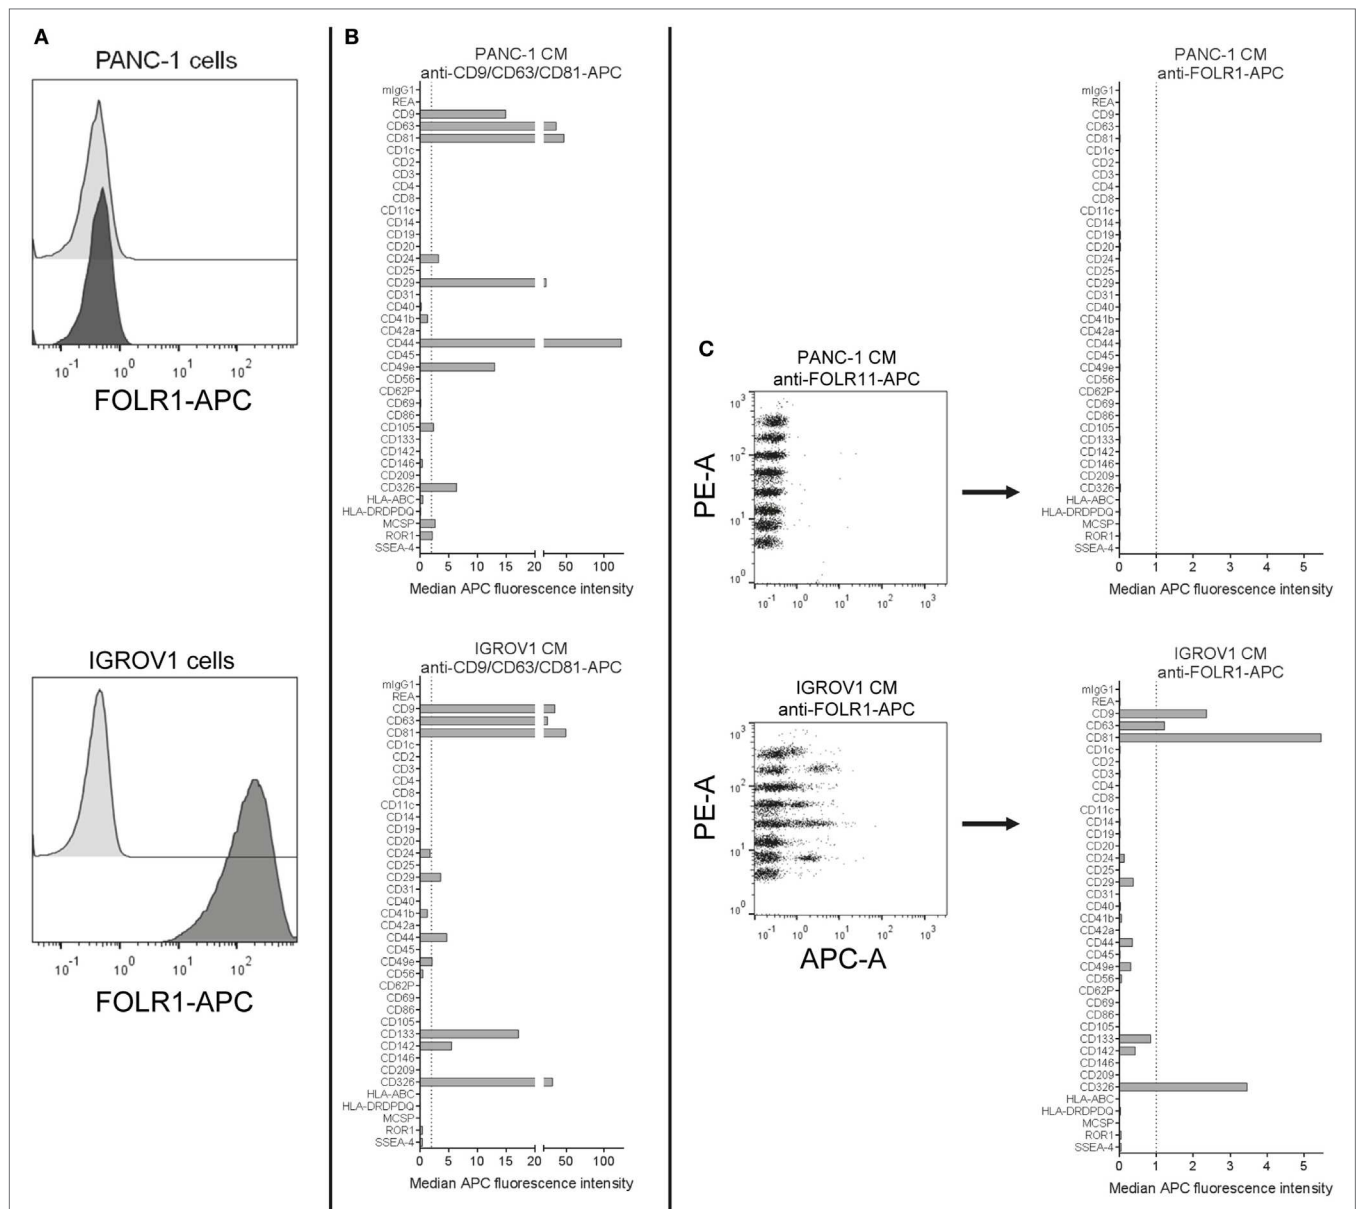 A
PANC-1 cells
10-1 100 101 102
FOLR1-APC
IGROV1 cells
10-1 100 101 102
FOLR1-APC
B
PANC-1 CM
anti-CD9/CD63/CD81-APC
mIgG1
REA
CD9
CD63
CD81
CD1c
CD2
CD3
CD4
CD8
CD11c
CD14
CD19
CD20
CD24
CD25
CD29
CD31
CD40
CD41b
CD42a
CD44
CD45
CD49e
CD56
CD62P
CD69
CD86
CD105
CD133
CD142
CD146
CD209
CD326
HLA-ABC
HLA-DRDPDQ
MCSP
ROR1
SSEA-4
0 5 10 15 20 50 100
Median APC fluorescence intensity
IGROV1 CM
anti-CD9/CD63/CD81-APC
mIgG1
REA
CD9
CD63
CD81
CD1c
CD2
CD3
CD4
CD8
CD11c
CD14
CD19
CD20
CD24
CD25
CD29
CD31
CD40
CD41b
CD42a
CD44
CD45
CD49e
CD56
CD62P
CD69
CD86
CD105
CD133
CD142
CD146
CD209
CD326
HLA-ABC
HLA-DRDPDQ
MCSP
ROR1
SSEA-4
0 5 10 15 20 50 100
Median APC fluorescence intensity
C
PANC-1 CM
anti-FOLR11-APC
PE-A
103
102
101
100
10-1 100 101 102 103
IGROV1 CM
anti-FOLR1-APC
PE-A
103
102
101
100
10-1 100 101 102 103
APC-A
PANC-1 CM
anti-FOLR1-APC
mIgG1
REA
CD9
CD63
CD81
CD1c
CD2
CD3
CD4
CD8
CD11c
CD14
CD19
CD20
CD24
CD25
CD29
CD31
CD40
CD41b
CD42a
CD44
CD45
CD49e
CD56
CD62P
CD69
CD86
CD105
CD133
CD142
CD146
CD209
CD326
HLA-ABC
HLA-DRDPDQ
MCSP
ROR1
SSEA-4
0 1 2 3 4 5
Median APC fluorescence intensity
IGROV1 CM
anti-FOLR1-APC
mIgG1
REA
CD9
CD63
CD81
CD1c
CD2
CD3
CD4
CD8
CD11c
CD14
CD19
CD20
CD24
CD25
CD29
CD31
CD40
CD41b
CD42a
CD44
CD45
CD49e
CD56
CD62P
CD69
CD86
CD105
CD133
CD142
CD146
CD209
CD326
HLA-ABC
HLA-DRDPDQ
MCSP
ROR1
SSEA-4
0 1 2 3 4 5
Median APC fluorescence intensity